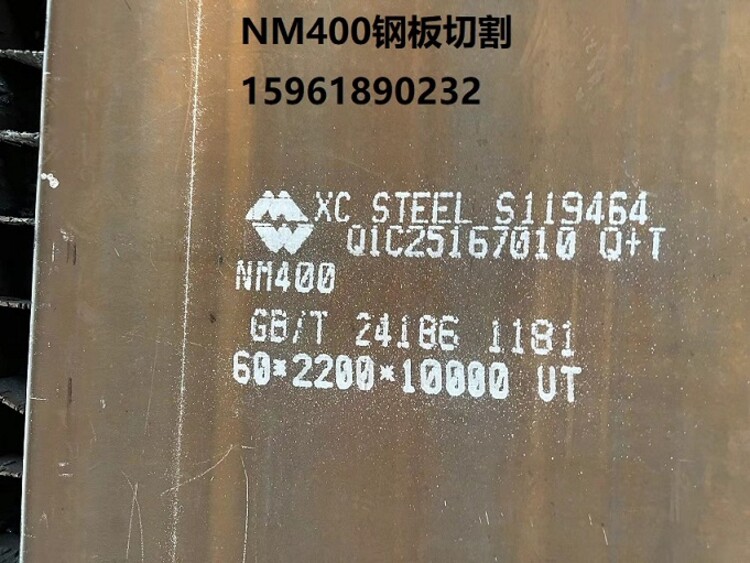 NM400钢板切割
15961890232
XC STEEL S119464
Q1C25167010 Q+T
NM400
GB/T 24186 1181
60*2200*10000 UT